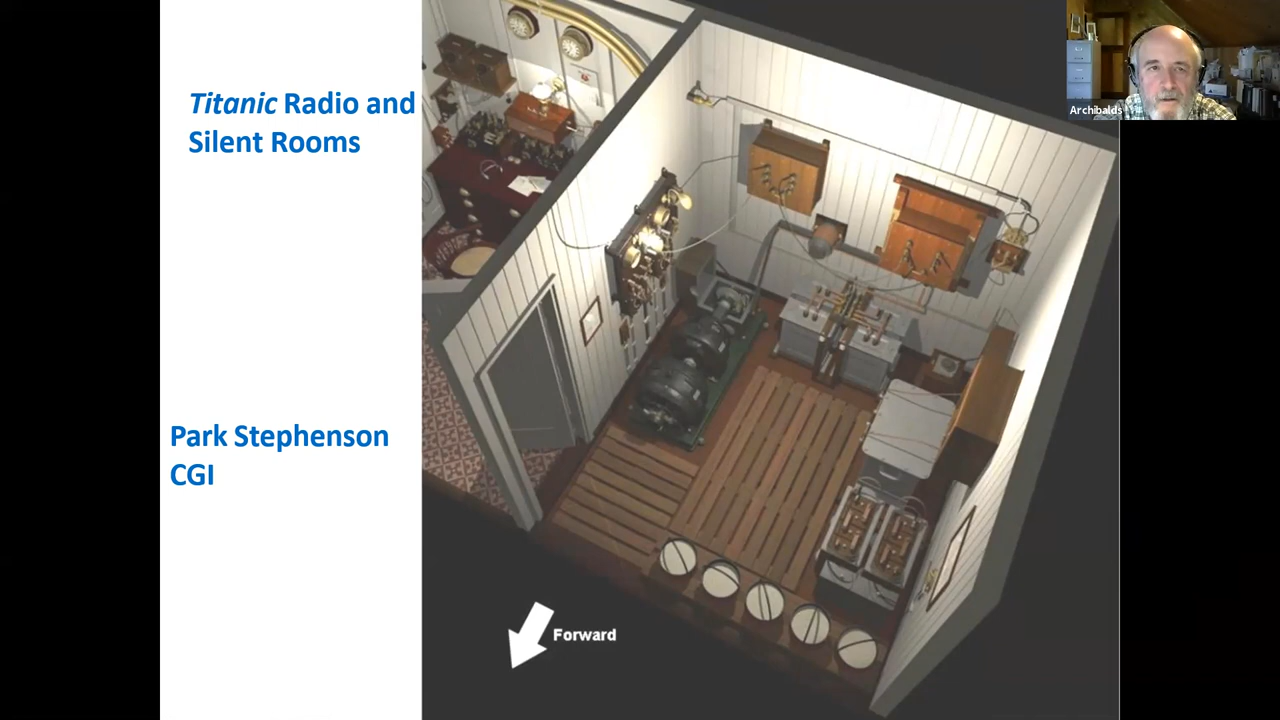 Titanic Radio and
Silent Rooms
Archibalds
Park Stephenson
CGI
Forward